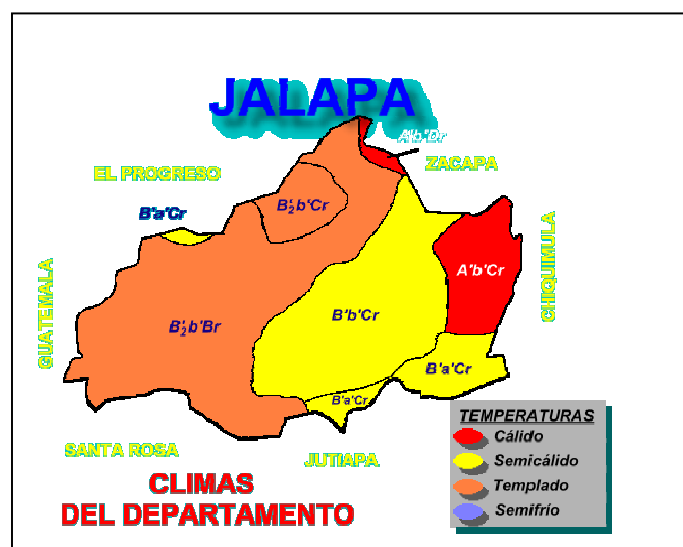 JALAPA
A'b'Dr
ZACAPA
EL PROGRESO
B'2b'Cr
B'a'Cr
GUATEMALA
A'b'Cr
CHIQUIMULA
B'2b'Br
B'b'Cr
B'a'Cr
B'a'Cr
SANTA ROSA
JUTIAPA
TEMPERATURAS
Cálido
Semicálido
Templado
Semifrío
CLIMAS
DEL DEPARTAMENTO